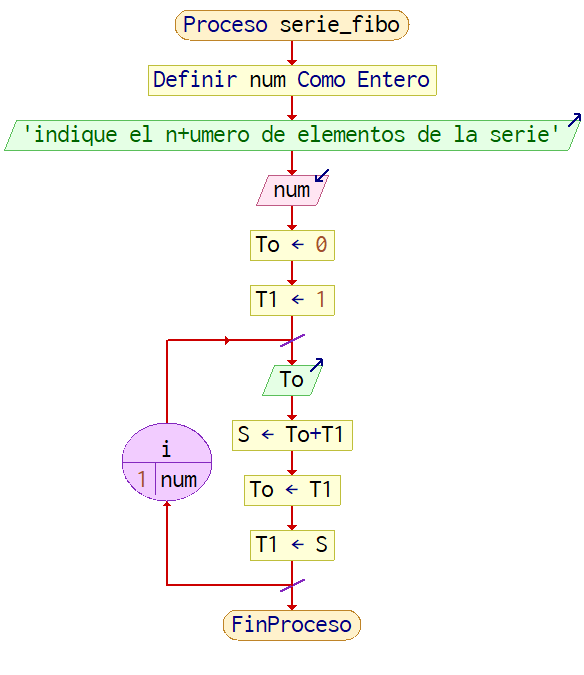 Proceso serie_fibo
Definir num Como Entero
'indique el n+umero de elementos de la serie'
num
To ← 0
T1 ← 1
To
S ← To+T1
i
1 num
To ← T1
T1 ← S
FinProceso